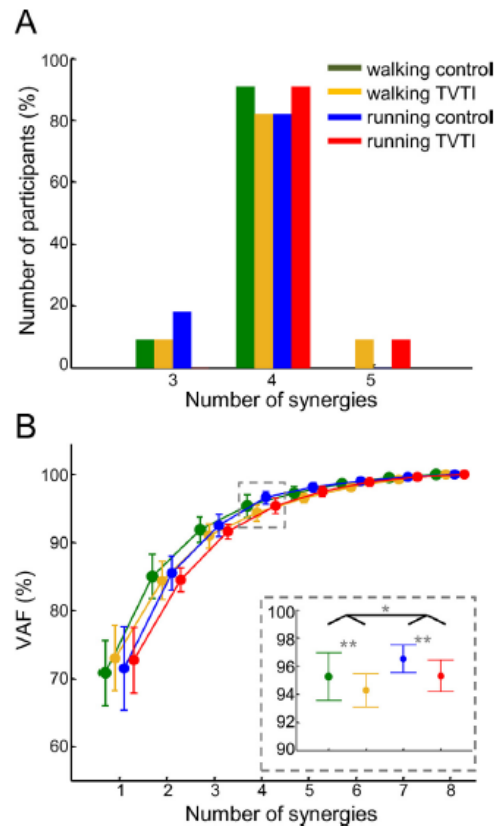 A
walking control
walking TVTI
running control
running TVTI
Number of participants (%)
100
80
60
40
20
0
3 4 5
Number of synergies
B
VAF (%)
100
90
80
70
60
100
98
96
94
92
90
*
** **
1 2 3 4 5 6 7 8
Number of synergies